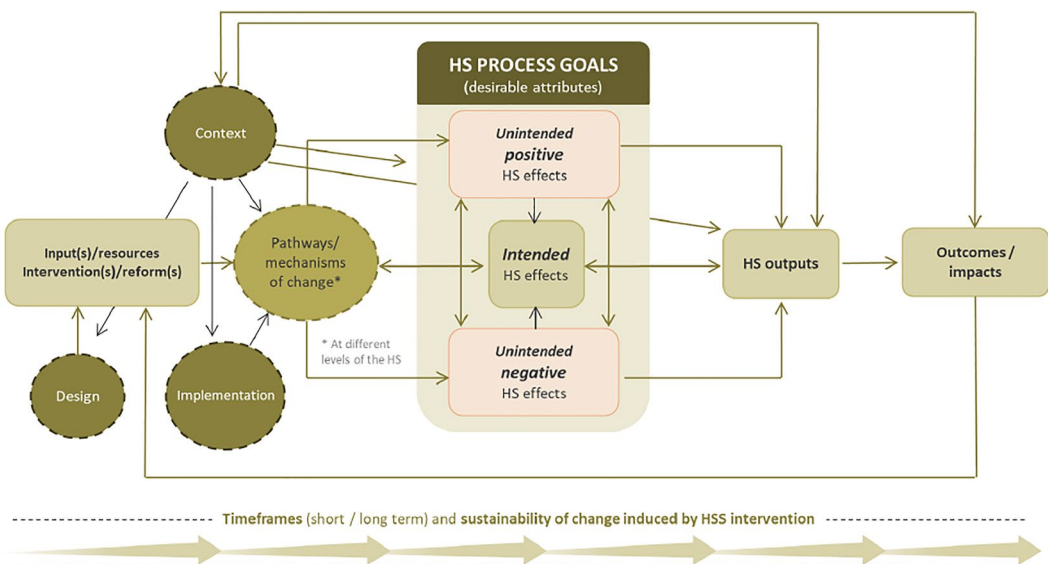 HS PROCESS GOALS
(desirable attributes)
Context
Unintended
positive
HS effects
Input(s)/resources
Intervention(s)/reform(s)
Pathways/
mechanisms
of change*
Intended
HS effects
HS outputs
Outcomes /
impacts
* At different
levels of the HS
Unintended
negative
HS effects
Design
Implementation
Timeframes (short / long term) and sustainability of change induced by HSS intervention